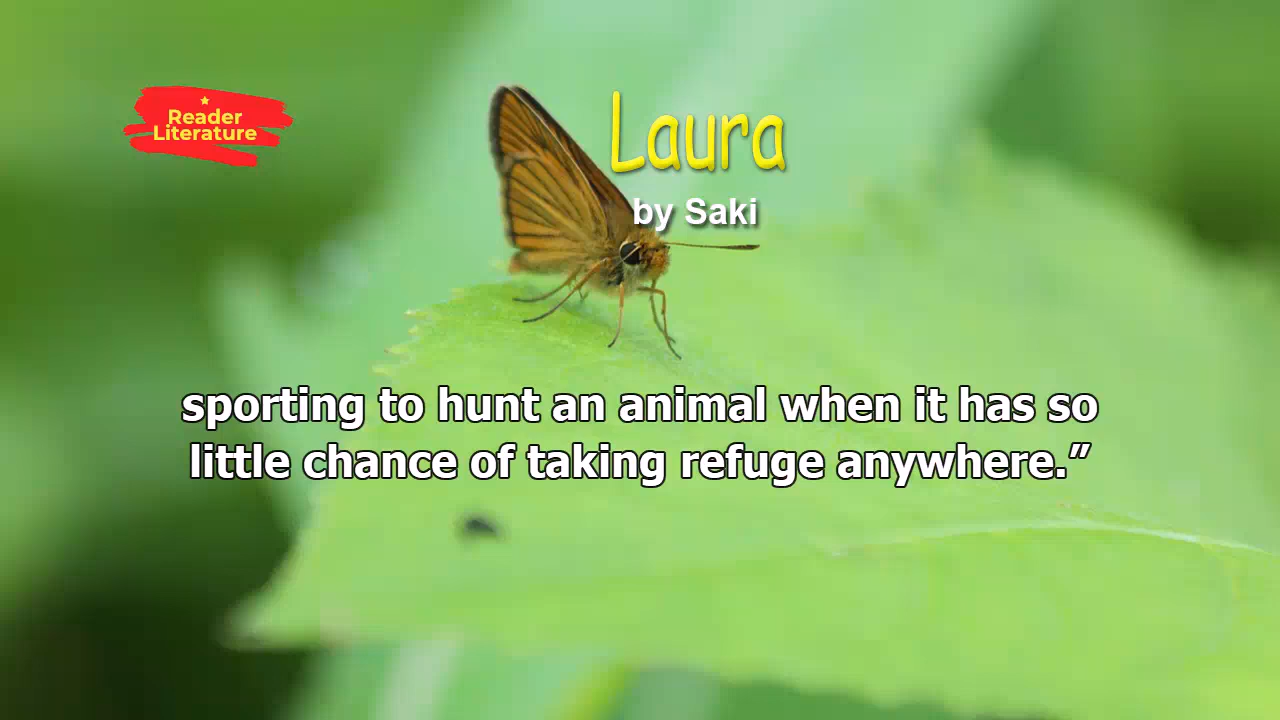 Reader
Literature
Laura
by Saki
sporting to hunt an animal when it has so
little chance of taking refuge anywhere.”